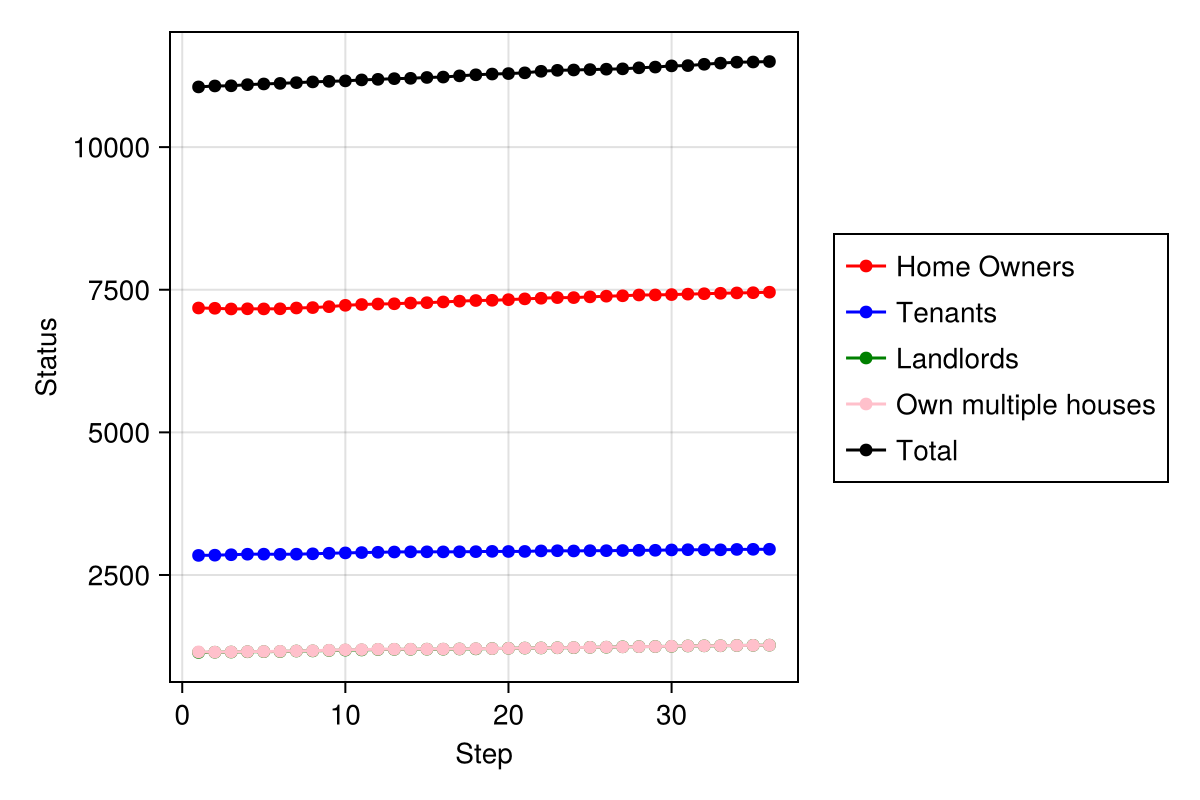 10000
7500
5000
2500
Status
0 10 20 30
Step
Home Owners
Tenants
Landlords
Own multiple houses
Total